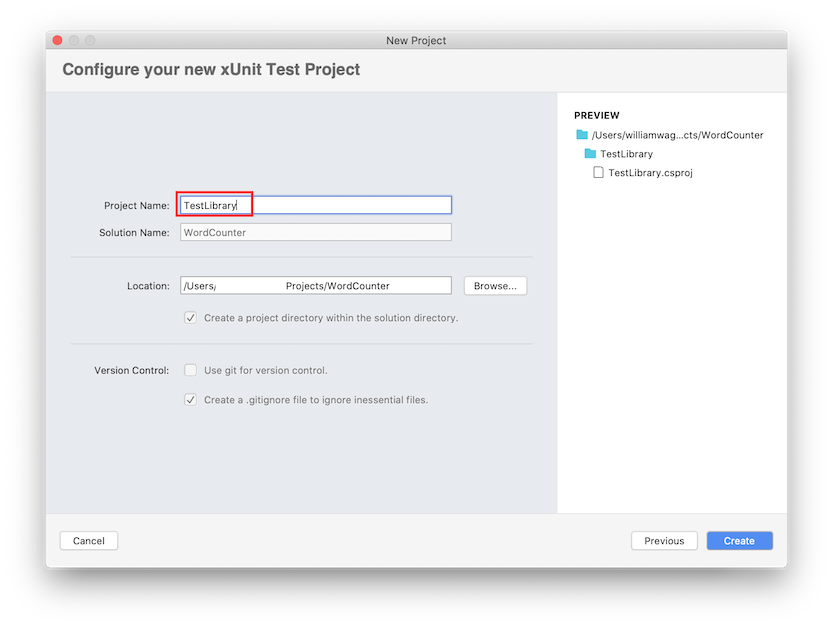 New Project
Configure your new xUnit Test Project
Project Name: TestLibrary
Solution Name: WordCounter
Location: /Users/ Projects/WordCounter Browse...
Create a project directory within the solution directory.
Version Control: Use git for version control.
Create a .gitignore file to ignore inessential files.
PREVIEW
/Users/williamwag...cts/WordCounter
TestLibrary
TestLibrary.csproj
Cancel Previous Create